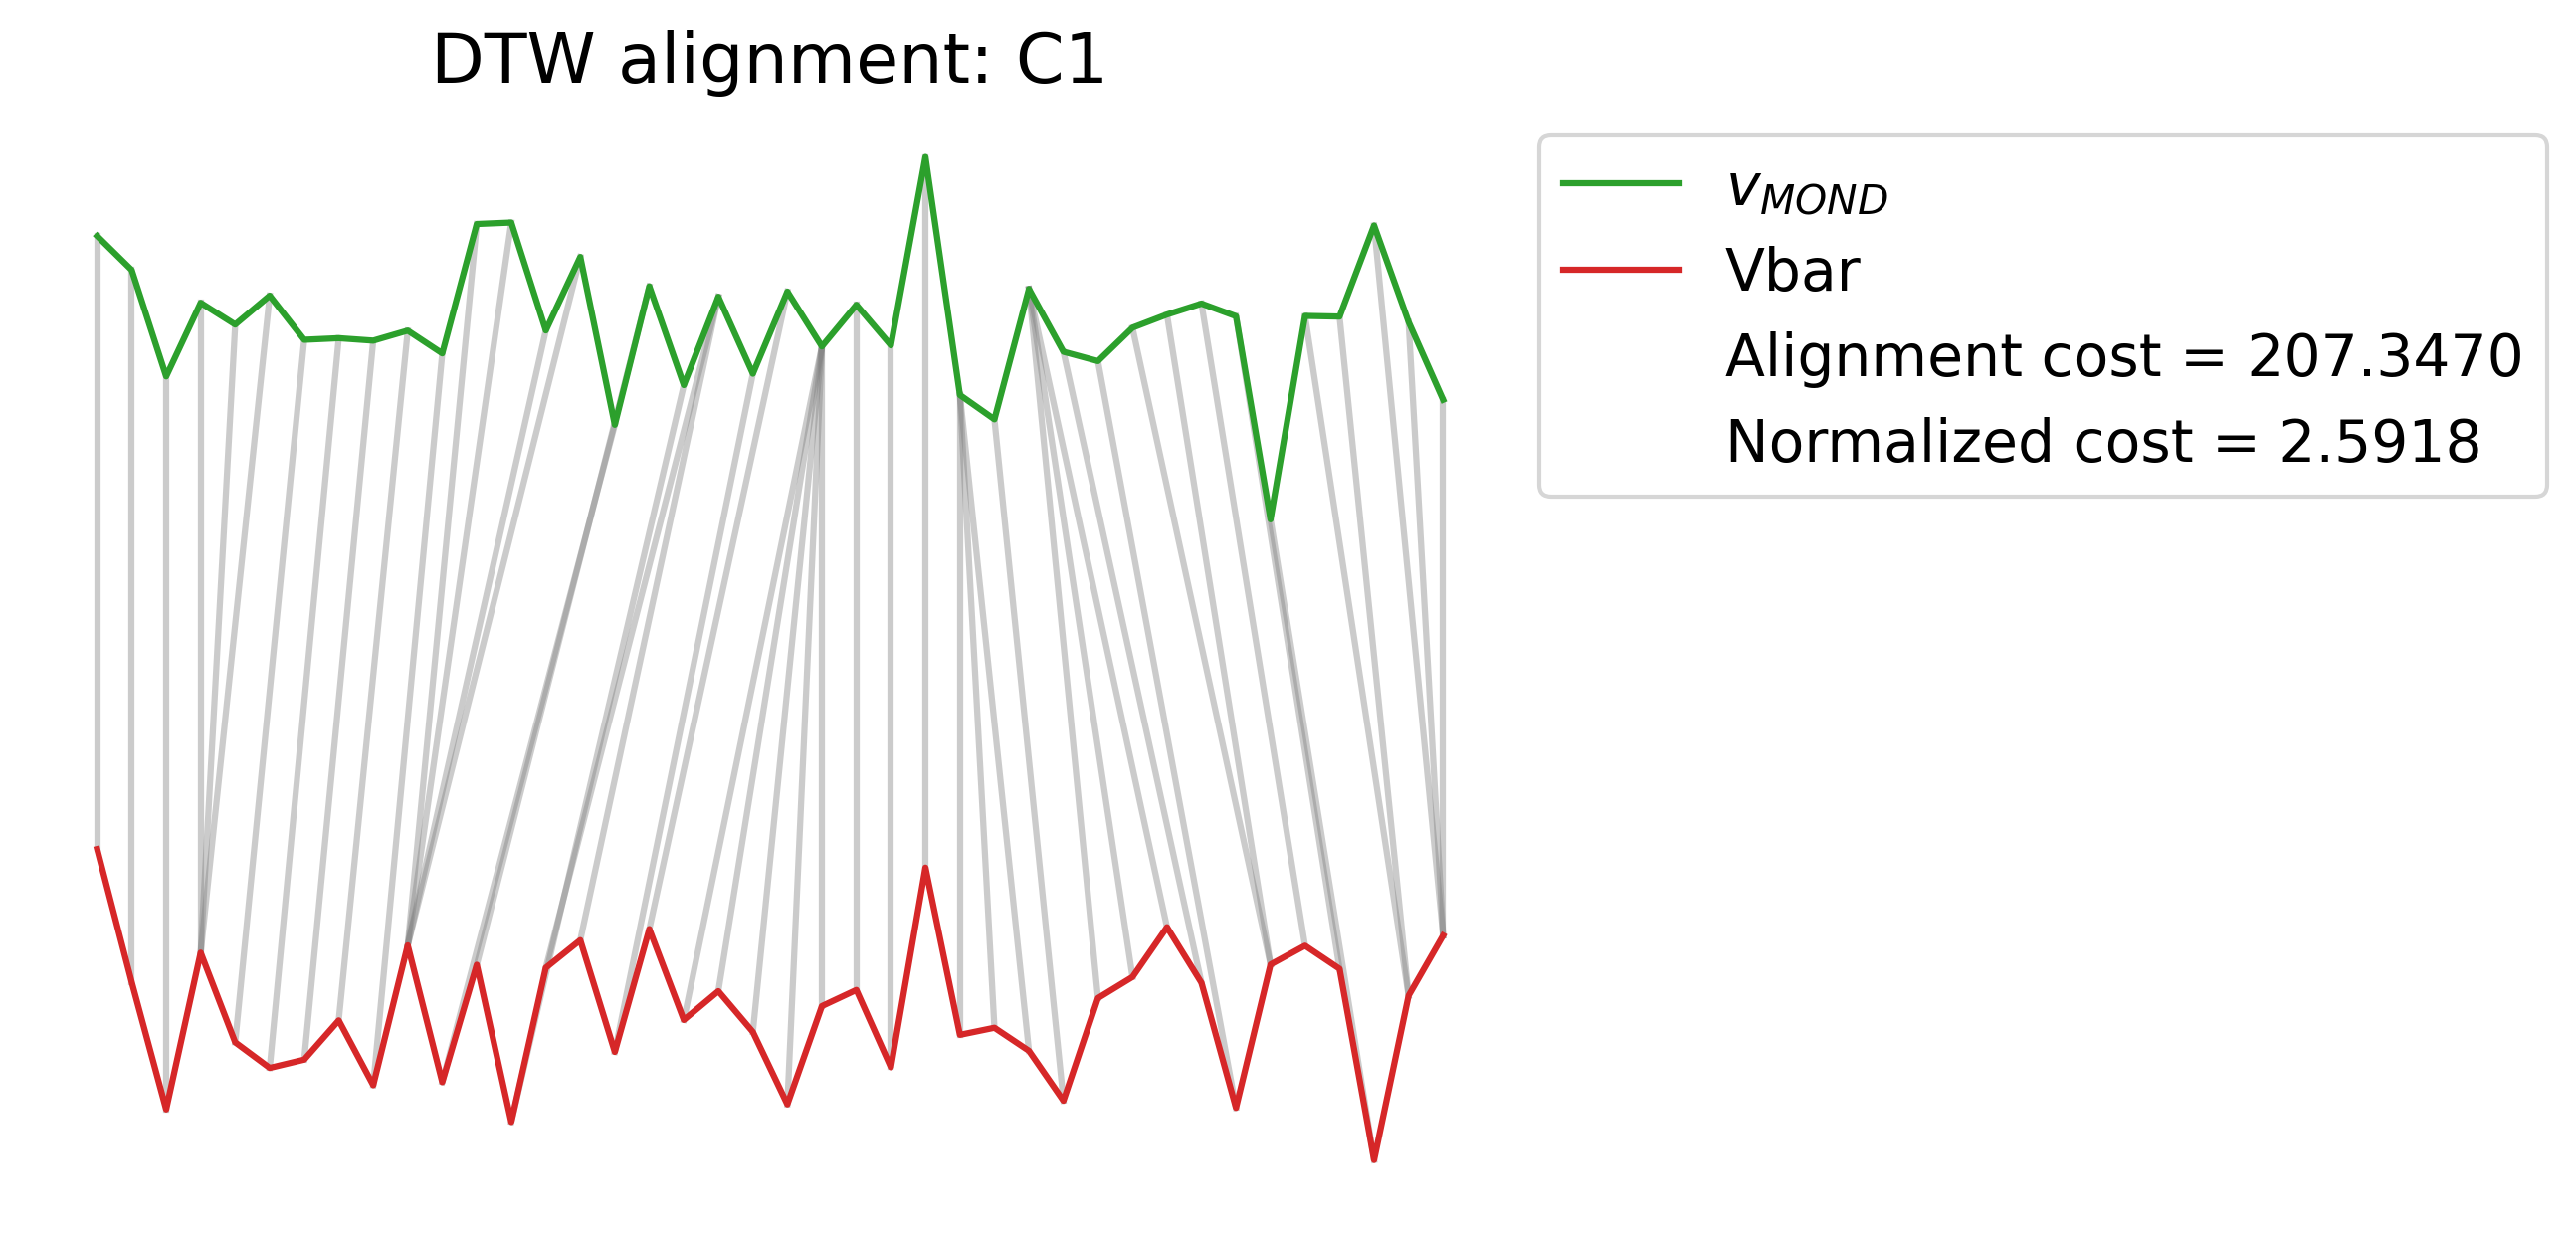 DTW alignment: C1
v_MOND
Vbar
Alignment cost = 207.3470
Normalized cost = 2.5918